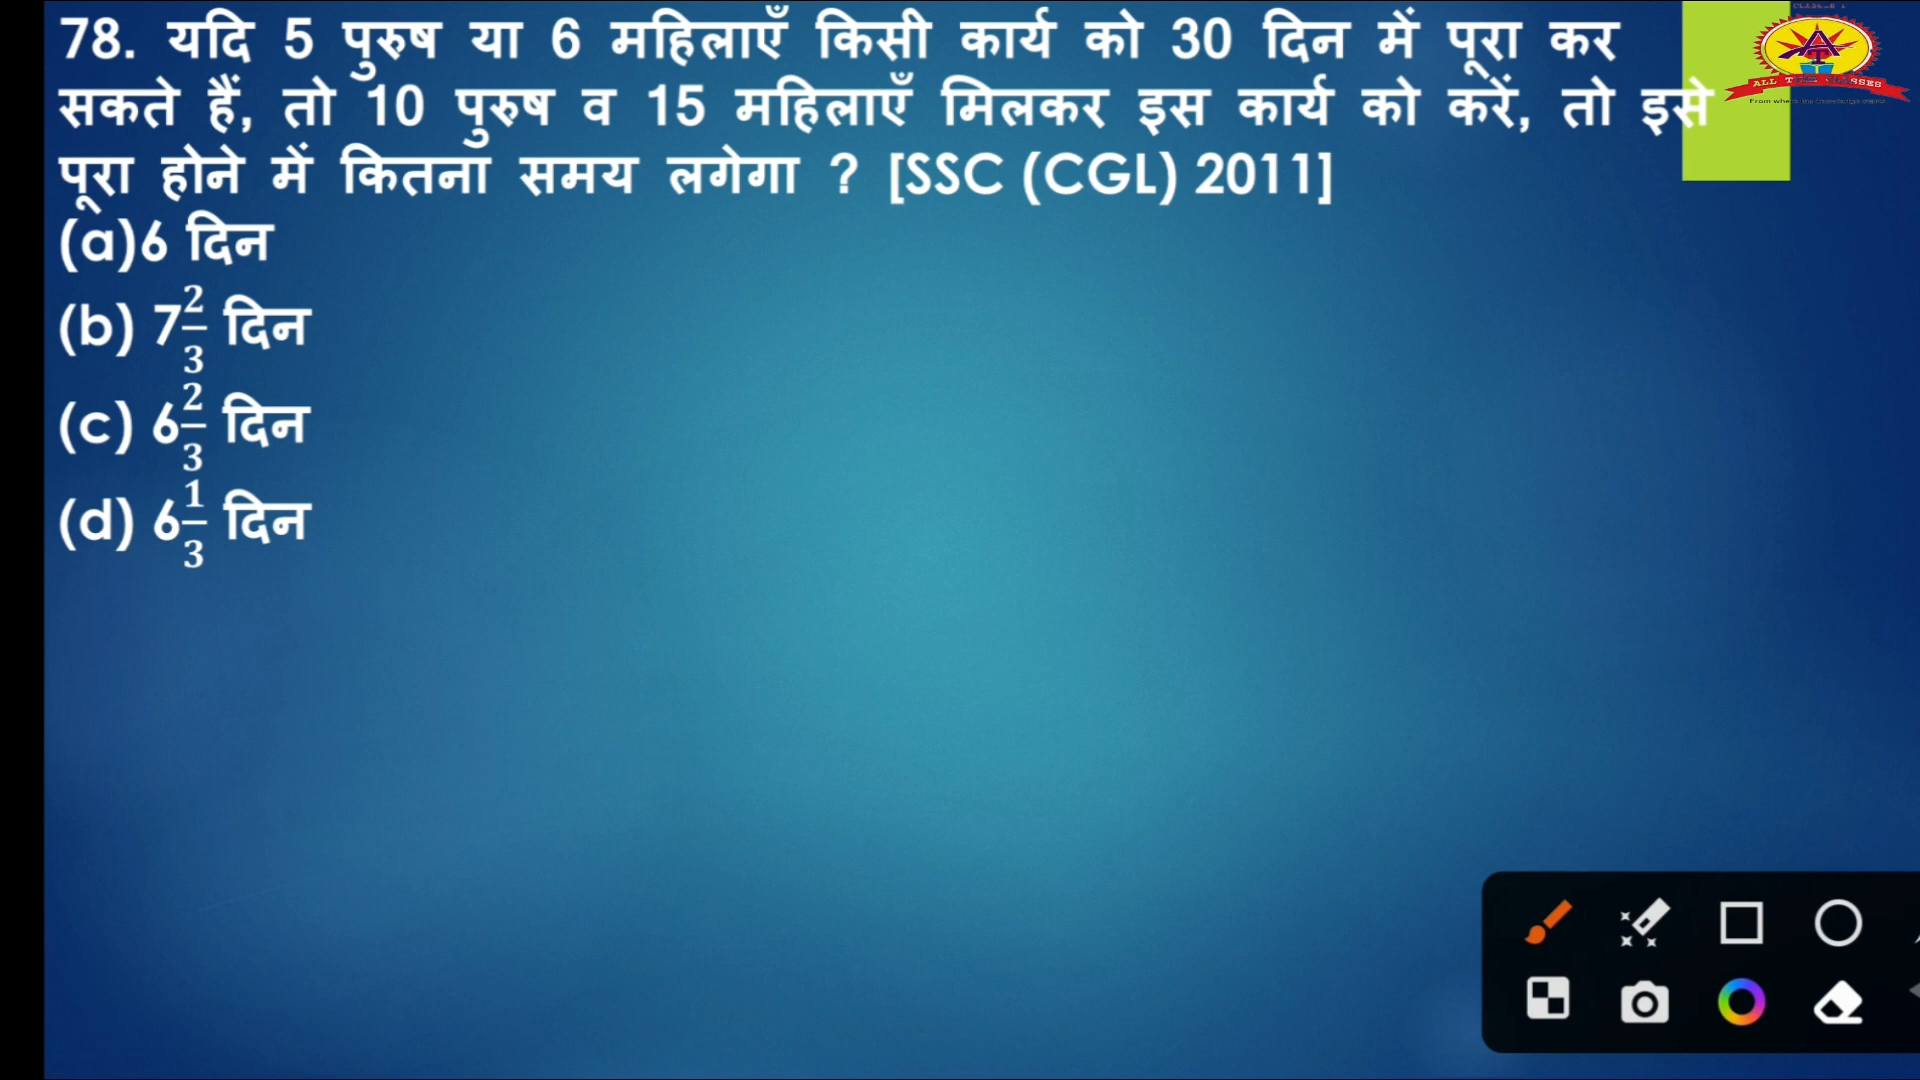 78. यदि 5 पुरुष या 6 महिलाएँ किसी कार्य को 30 दिन में पूरा कर
सकते हैं, तो 10 पुरुष व 15 महिलाएँ मिलकर इस कार्य को करें, तो इसे
पूरा होने में कितना समय लगेगा ? [SSC (CGL) 2011]
(a)6 दिन
(b) 7 2/3 दिन
(c) 6 2/3 दिन
(d) 6 1/3 दिन